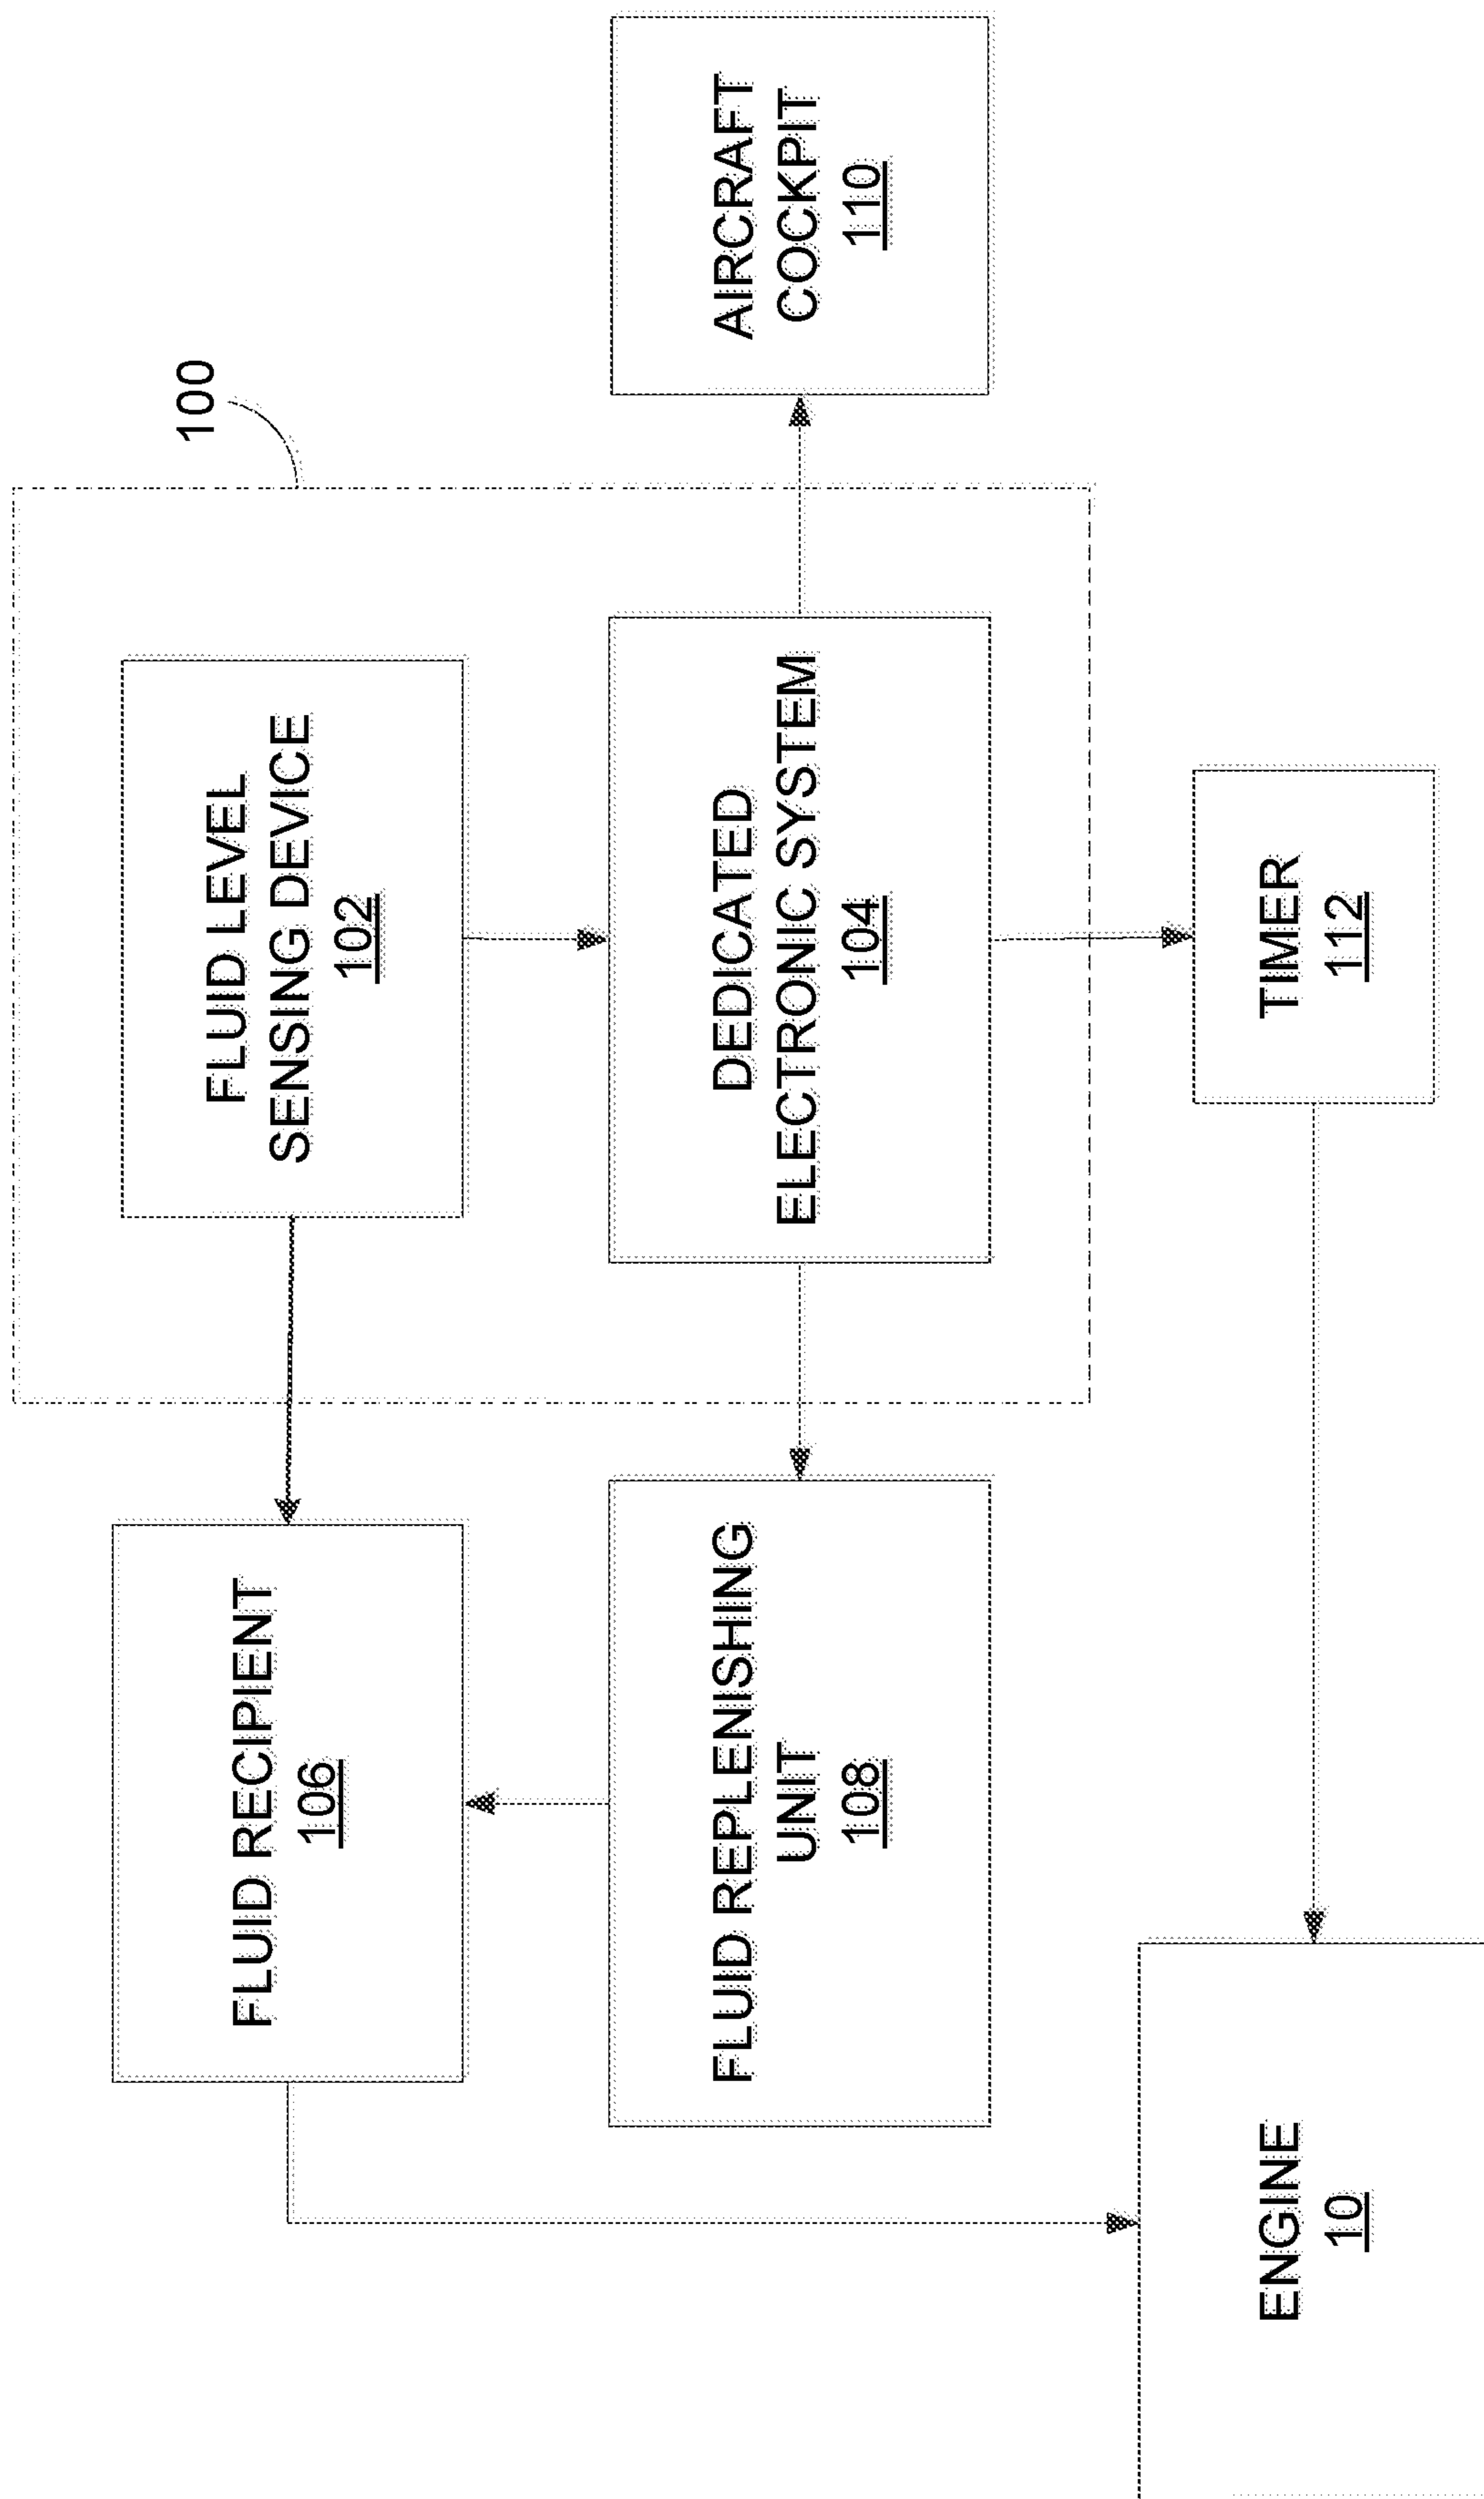 FLUID RECIPIENT
106
FLUID LEVEL
SENSING DEVICE
102
100
FLUID REPLENISHING
UNIT
108
DEDICATED
ELECTRONIC SYSTEM
104
AIRCRAFT
COCKPIT
110
ENGINE
10
TIMER
112